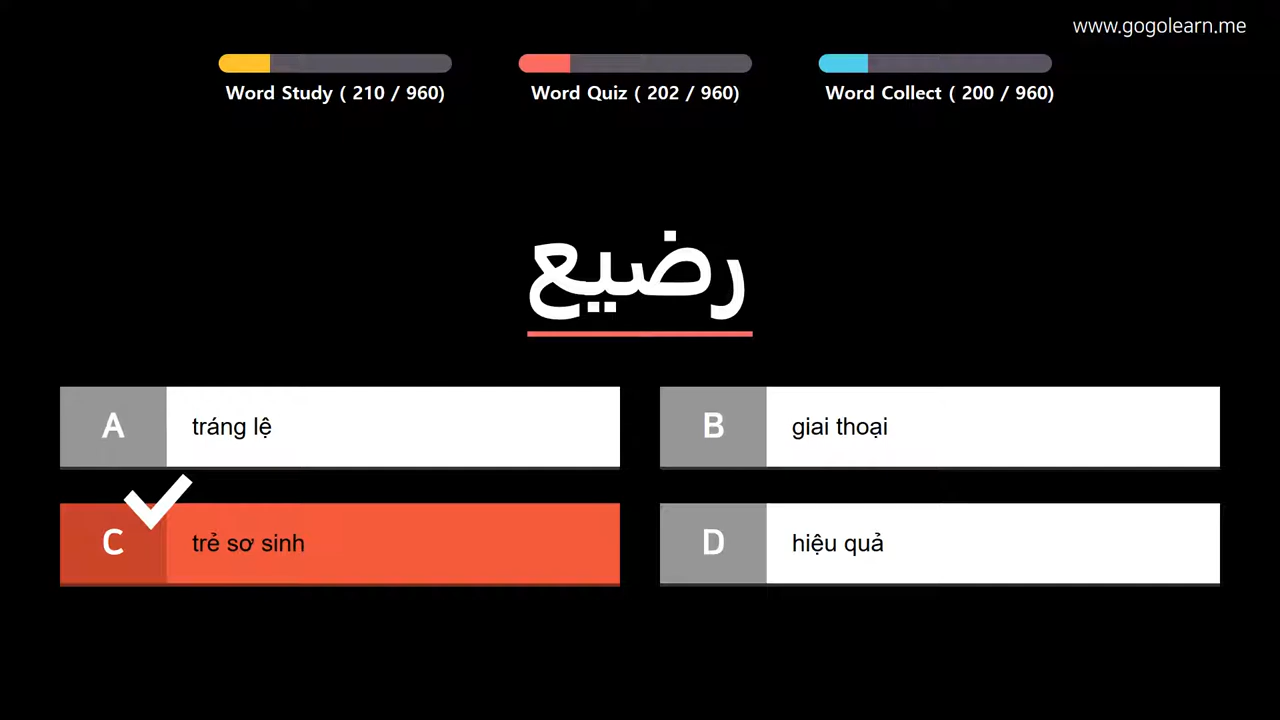 www.gogolearn.me
Word Study ( 210 / 960)
Word Quiz ( 202 / 960)
Word Collect ( 200 / 960)
رضيع
A
tráng lệ
B
giai thoại
C
trẻ sơ sinh
D
hiệu quả